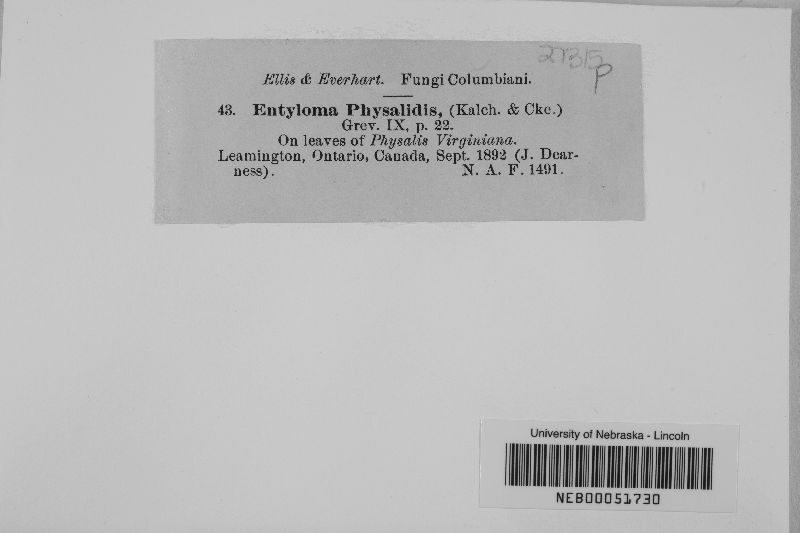 27315
p
Ellis & Everhart. Fungi Columbiani.
43. Entyloma Physalidis, (Kalch. & Cke.)
Grev. IX, p. 22.
On leaves of Physalis Virginiana.
Leamington, Ontario, Canada, Sept. 1892 (J. Dear-
ness). N. A. F. 1491.
University of Nebraska - Lincoln
NEB00051730